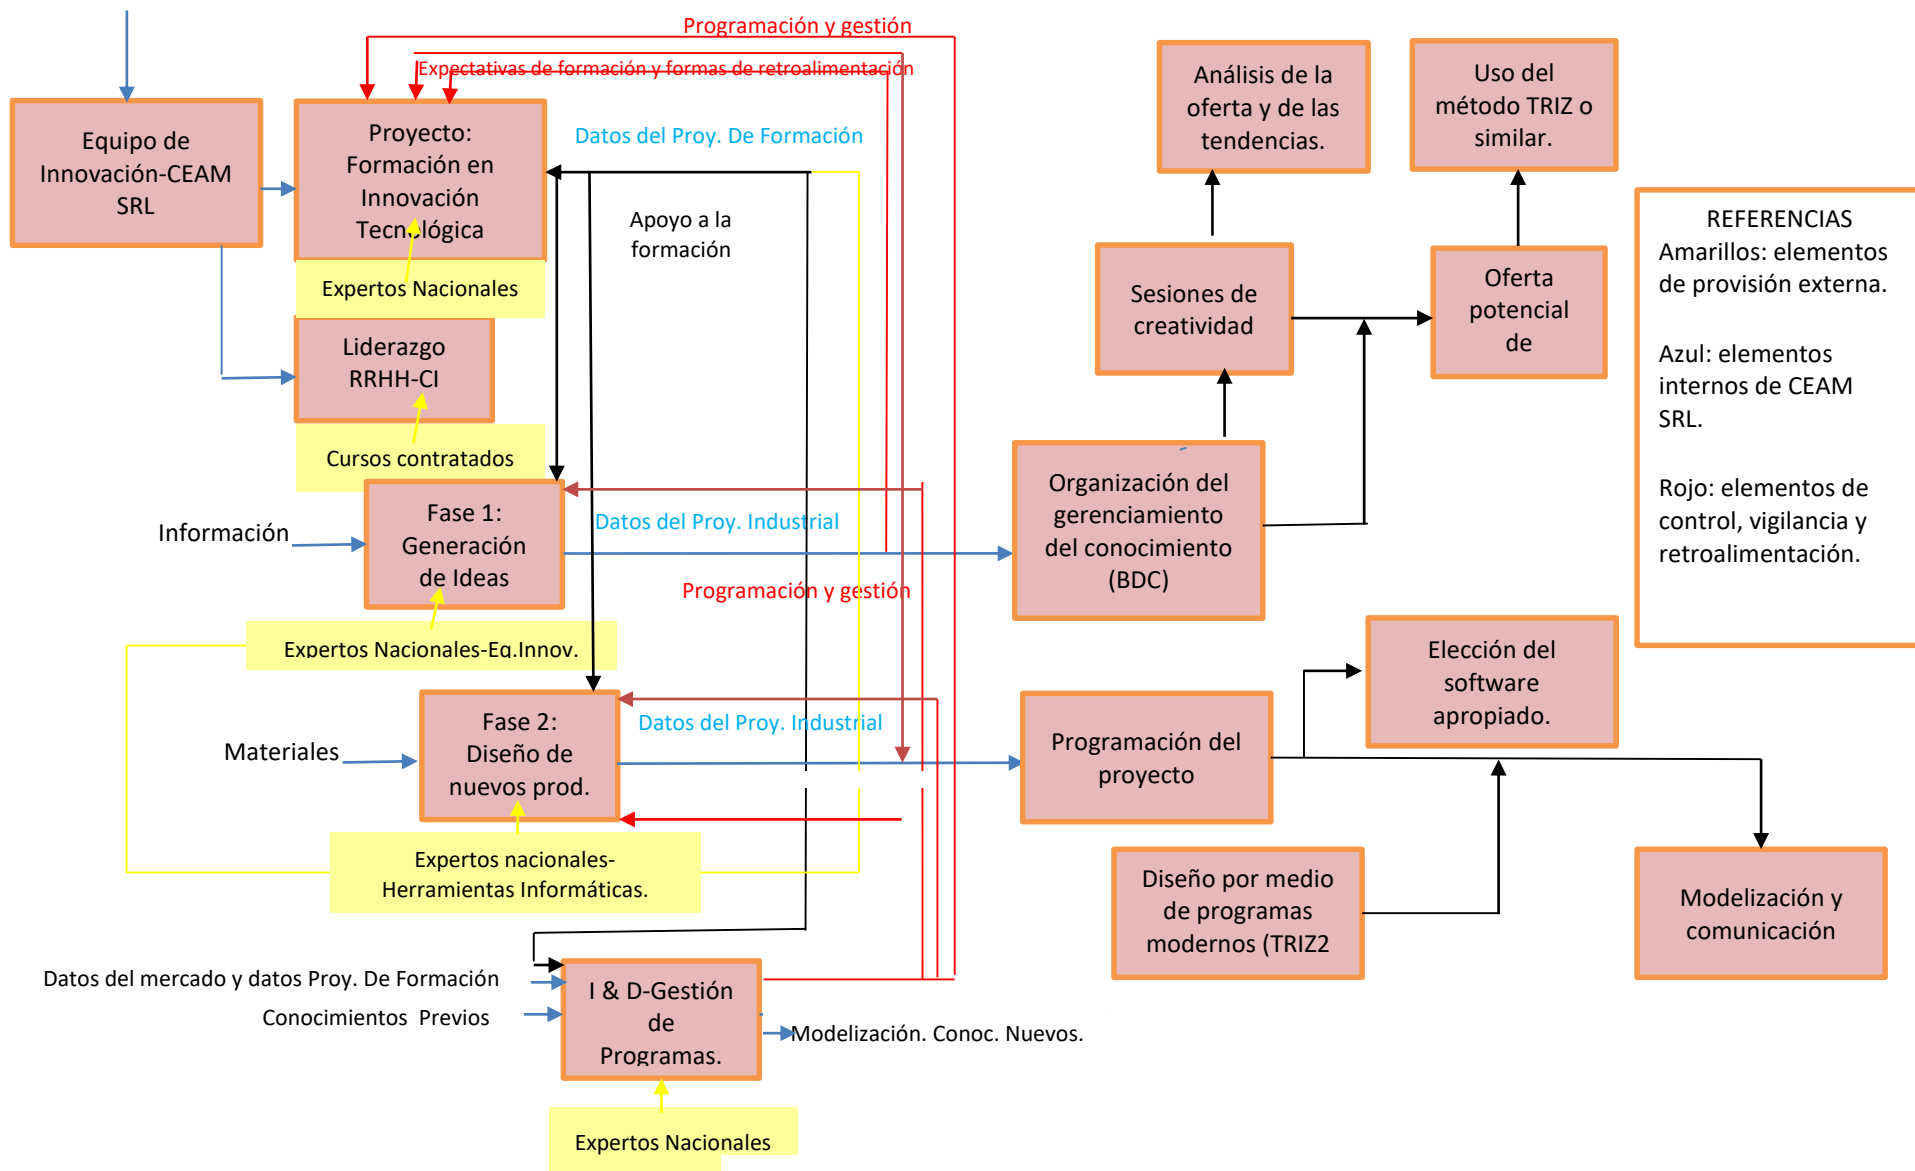 Programación y gestión
Expectativas de formación y formas de retroalimentación
Equipo de
Innovación-CEAM
SRL
Proyecto:
Formación en
Innovación
Tecnológica
Datos del Proy. De Formación
Apoyo a la
formación
Expertos Nacionales
Liderazgo
RRHH-CI
Cursos contratados
Información
Fase 1:
Generación
de Ideas
Datos del Proy. Industrial
Programación y gestión
Expertos Nacionales-Eq.Innov.
Materiales
Fase 2:
Diseño de
nuevos prod.
Datos del Proy. Industrial
Expertos nacionales-
Herramientas Informáticas.
Datos del mercado y datos Proy. De Formación
Conocimientos Previos
I & D-Gestión
de
Programas.
Modelización. Conoc. Nuevos.
Expertos Nacionales
Análisis de la
oferta y de las
tendencias.
Uso del
método TRIZ o
similar.
Sesiones de
creatividad
Oferta
potencial
de
Organización del
gerenciamiento
del conocimiento
(BDC)
Programación del
proyecto
Elección del
software
apropiado.
Diseño por medio
de programas
modernos (TRIZ2
Modelización y
comunicación
REFERENCIAS
Amarillos: elementos
de provisión externa.
Azul: elementos
internos de CEAM
SRL.
Rojo: elementos de
control, vigilancia y
retroalimentación.